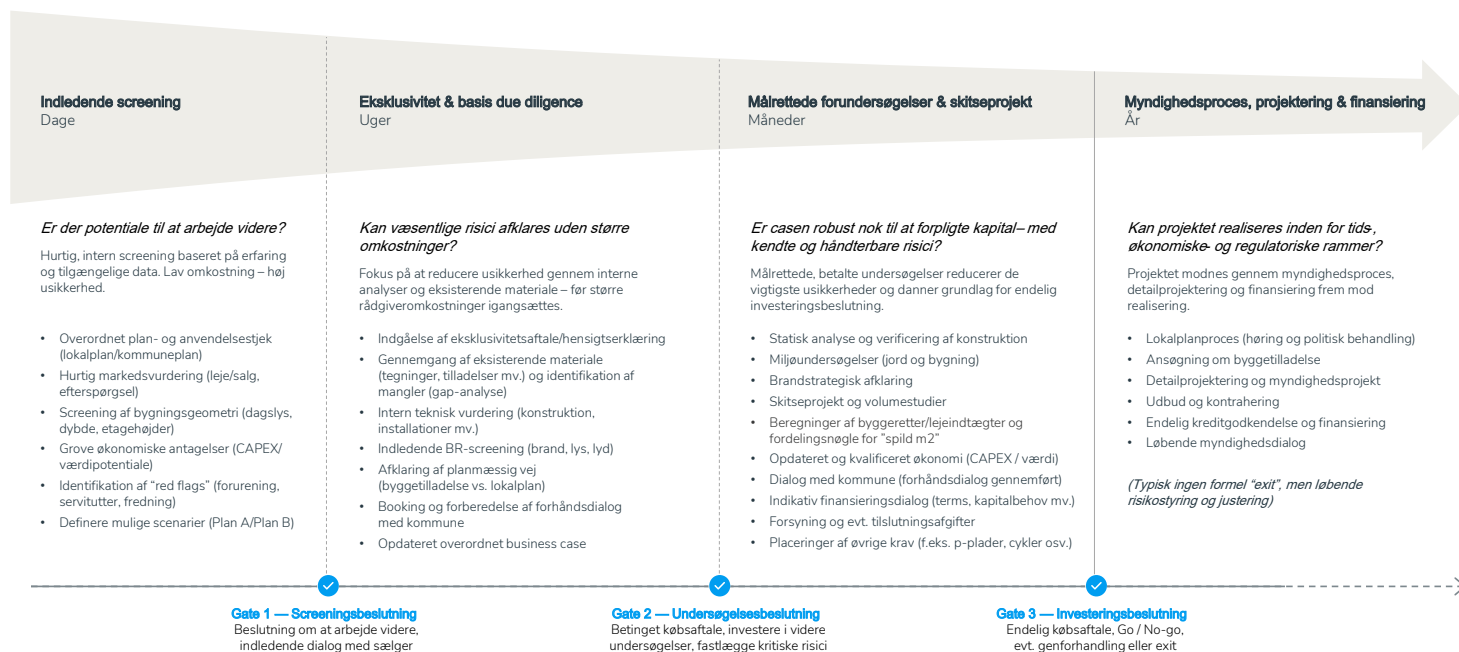 Indledende screening
Dage
Er der potentiale til at arbejde videre?
Hurtig, intern screening baseret på erfaring
og tilgængelige data. Lav omkostning – høj
usikkerhed.
• Overordnet plan- og anvendelsestjek
(lokalplan/kommuneplan)
• Hurtig markedsvurdering (leje/salg,
efterspørgsel)
• Screening af bygningsgeometri (dagslys,
dybde, etagehøjder)
• Grove økonomiske antagelser (CAPEX/
værdipotentiale)
• Identifikation af “red flags” (forurening,
servitutter, fredning)
• Definere mulige scenarier (Plan A/Plan B)
Eksklusivitet & basis due diligence
Uger
Kan væsentlige risici afklares uden større
omkostninger?
Fokus på at reducere usikkerhed gennem interne
analyser og eksisterende materiale – før større
rådgiveromkostninger igangsættes.
• Indgåelse af eksklusivitetsaftale/hensigtserklæring
• Gennemgang af eksisterende materiale
(tegninger, tilladelser mv.) og identifikation af
mangler (gap-analyse)
• Intern teknisk vurdering (konstruktion,
installationer mv.)
• Indledende BR-screening (brand, lys, lyd)
• Afklaring af planmæssig vej
(byggetilladelse vs. lokalplan)
• Booking og forberedelse af forhåndsdialog
med kommune
• Opdateret overordnet business case
Målrettede forundersøgelser & skitseprojekt
Måneder
Er casen robust nok til at forpligte kapital– med
kendte og håndterbare risici?
Målrettede, betalte undersøgelser reducerer de
vigtigste usikkerheder og danner grundlag for endelig
investeringsbeslutning.
• Statisk analyse og verificering af konstruktion
• Miljøundersøgelser (jord og bygning)
• Brandstrategisk afklaring
• Skitseprojekt og volumestudier
• Beregninger af byggeretter/lejeindtægter og
fordelingsnøgle for ”spild m2”
• Opdateret og kvalificeret økonomi (CAPEX / værdi)
• Dialog med kommune (forhåndsdialog gennemført)
• Indikativ finansieringsdialog (terms, kapitalbehov mv.)
• Forsyning og evt. tilslutningsafgifter
• Placeringer af øvrige krav (f.eks. p-plader, cykler osv.)
Myndighedsproces, projektering & finansiering
År
Kan projektet realiseres inden for tids-,
økonomiske- og regulatoriske rammer?
Projektet modnes gennem myndighedsproces,
detailprojektering og finansiering frem mod
realisering.
• Lokalplanproces (høring og politisk behandling)
• Ansøgning om byggetilladelse
• Detailprojektering og myndighedsprojekt
• Udbud og kontrahering
• Endelig kreditgodkendelse og finansiering
• Løbende myndighedsdialog
(Typisk ingen formel “exit”, men løbende
risikostyring og justering)
Gate 1 — Screeningsbeslutning
Beslutning om at arbejde videre,
indledende dialog med sælger
Gate 2 — Undersøgelsesbeslutning
Betinget købsaftale, investere i videre
undersøgelser, fastlægge kritiske risici
Gate 3 — Investeringsbeslutning
Endelig købsaftale, Go / No-go,
evt. genforhandling eller exit